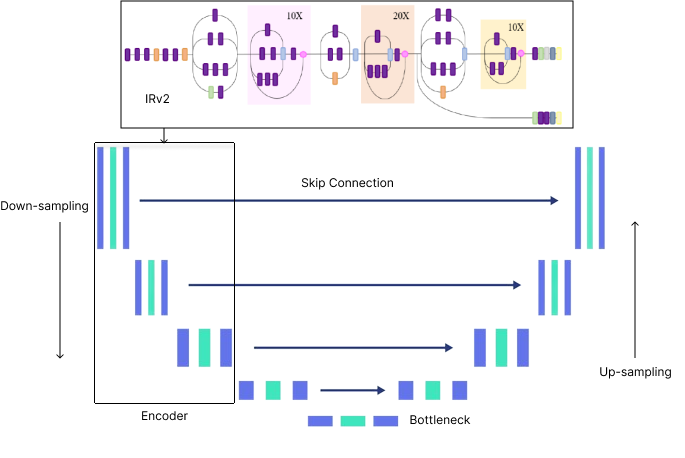 10X
20X
10X
IRv2
Skip Connection
Down-sampling
Up-sampling
Encoder
Bottleneck